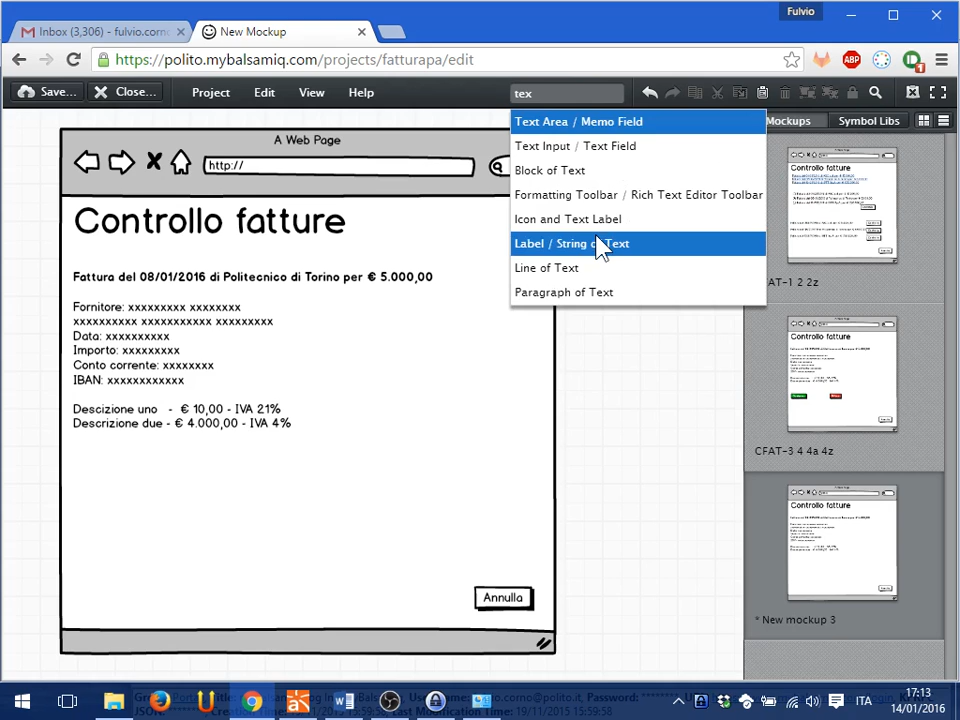 Fulvio
Inbox (3,306) - fulvio.corn
New Mockup
https://polito.mybalsamiq.com/projects/fatturapa/edit
ABP
1
Save...
Close...
Project
Edit
View
Help
tex
Text Area / Memo Field
Text Input / Text Field
Block of Text
Formatting Toolbar / Rich Text Editor Toolbar
Icon and Text Label
Label / String of Text
Line of Text
Paragraph of Text
Mockups
Symbol Libs
A Web Page
http://
Controllo fatture
Fattura del 08/01/2016 di Politecnico di Torino per € 5.000,00
Fornitore: xxxxxxxxx xxxxxxxx
xxxxxxxxxx xxxxxxxxxxx xxxxxxxxx
Data: xxxxxxxxxx
Importo: xxxxxxxxx
Conto corrente: xxxxxxxx
IBAN: xxxxxxxxxxxx
Descizione uno - € 10,00 - IVA 21%
Descrizione due - € 4.000,00 - IVA 4%
Annulla
Controllo fatture
AT-1 2 2z
Controllo fatture
CFAT-3 4 4a 4z
Controllo fatture
* New mockup 3
ITA
17:13
14/01/2016